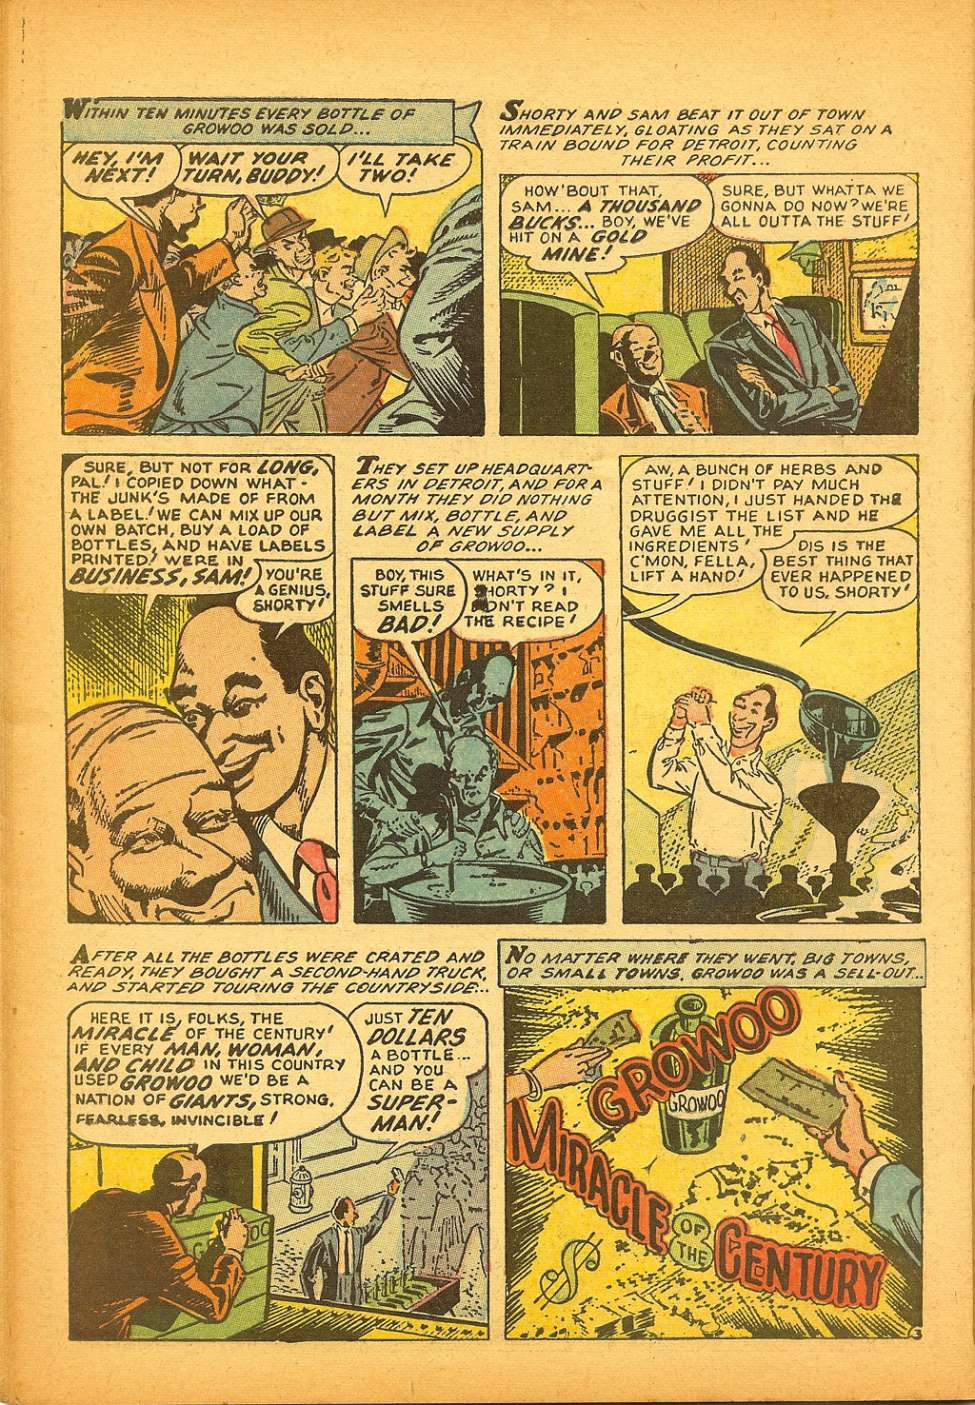 WITHIN TEN MINUTES EVERY BOTTLE OF
GROWOO WAS SOLD...
HEY, I'M
NEXT!
WAIT YOUR
TURN, BUDDY!
I'LL TAKE
TWO!
SHORTY AND SAM BEAT IT OUT OF TOWN
IMMEDIATELY, GLOATING AS THEY SAT ON A
TRAIN BOUND FOR DETROIT, COUNTING
THEIR PROFIT...
HOW 'BOUT THAT,
SAM... A THOUSAND
BUCKS... BOY, WE'VE
HIT ON A GOLD
MINE!
SURE, BUT WHATTA WE
GONNA DO NOW? WE'RE
ALL OUTTA THE STUFF!
SURE, BUT NOT FOR LONG,
PAL! I COPIED DOWN WHAT-
THE JUNK'S MADE OF FROM
A LABEL! WE CAN MIX UP OUR
OWN BATCH, BUY A LOAD OF
BOTTLES, AND HAVE LABELS
PRINTED! WERE IN
BUSINESS, SAM!
YOU'RE
A GENIUS,
SHORTY!
THEY SET UP HEADQUART-
ERS IN DETROIT, AND FOR A
MONTH THEY DID NOTHING
BUT MIX, BOTTLE, AND
LABEL A NEW SUPPLY
OF GROWOO...
BOY, THIS
STUFF SURE
SMELLS
BAD!
WHAT'S IN IT,
SHORTY? I
DON'T READ
THE RECIPE!
AW, A BUNCH OF HERBS AND
STUFF! I DIDN'T PAY MUCH
ATTENTION, I JUST HANDED THE
DRUGGIST THE LIST AND HE
GAVE ME ALL THE
INGREDIENTS!
C'MON, FELLA,
LIFT A HAND!
DIS IS THE
BEST THING THAT
EVER HAPPENED
TO US, SHORTY!
AFTER ALL THE BOTTLES WERE CRATED AND
READY, THEY BOUGHT A SECOND-HAND TRUCK,
AND STARTED TOURING THE COUNTRYSIDE...
HERE IT IS, FOLKS, THE
MIRACLE OF THE CENTURY!
IF EVERY MAN, WOMAN,
AND CHILD IN THIS COUNTRY
USED GROWOO WE'D BE A
NATION OF GIANTS, STRONG,
FEARLESS, INVINCIBLE!
JUST TEN
DOLLARS
A BOTTLE...
AND YOU
CAN BE A
SUPER-
MAN!
NO MATTER WHERE THEY WENT, BIG TOWNS,
OR SMALL TOWNS, GROWOO WAS A SELL-OUT...
GROWOO
GROWOO
MIRACLE
OF
THE
CENTURY
$
3